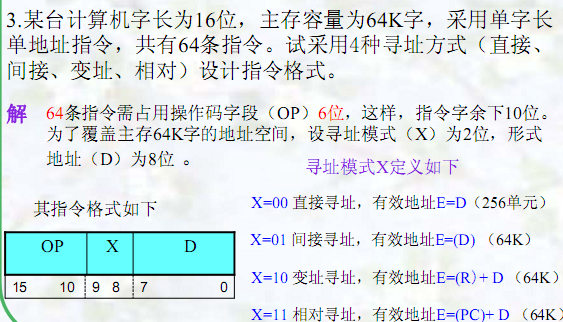 3.某台计算机字长为16位，主存容量为64K字，采用单字长
单地址指令，共有64条指令。试采用4种寻址方式（直接、
间接、变址、相对）设计指令格式。
解 64条指令需占用操作码字段（OP）6位，这样，指令字余下10位。
为了覆盖主存64K字的地址空间，设寻址模式（X）为2位，形式
地址（D）为8位 。
寻址模式X定义如下
其指令格式如下
OP X D
15 10 9 8 7 0
X=00 直接寻址，有效地址E=D（256单元）
X=01 间接寻址，有效地址E=(D) （64K）
X=10 变址寻址，有效地址E=(R)+ D （64K）
X=11 相对寻址，有效地址E=(PC)+ D （64K）